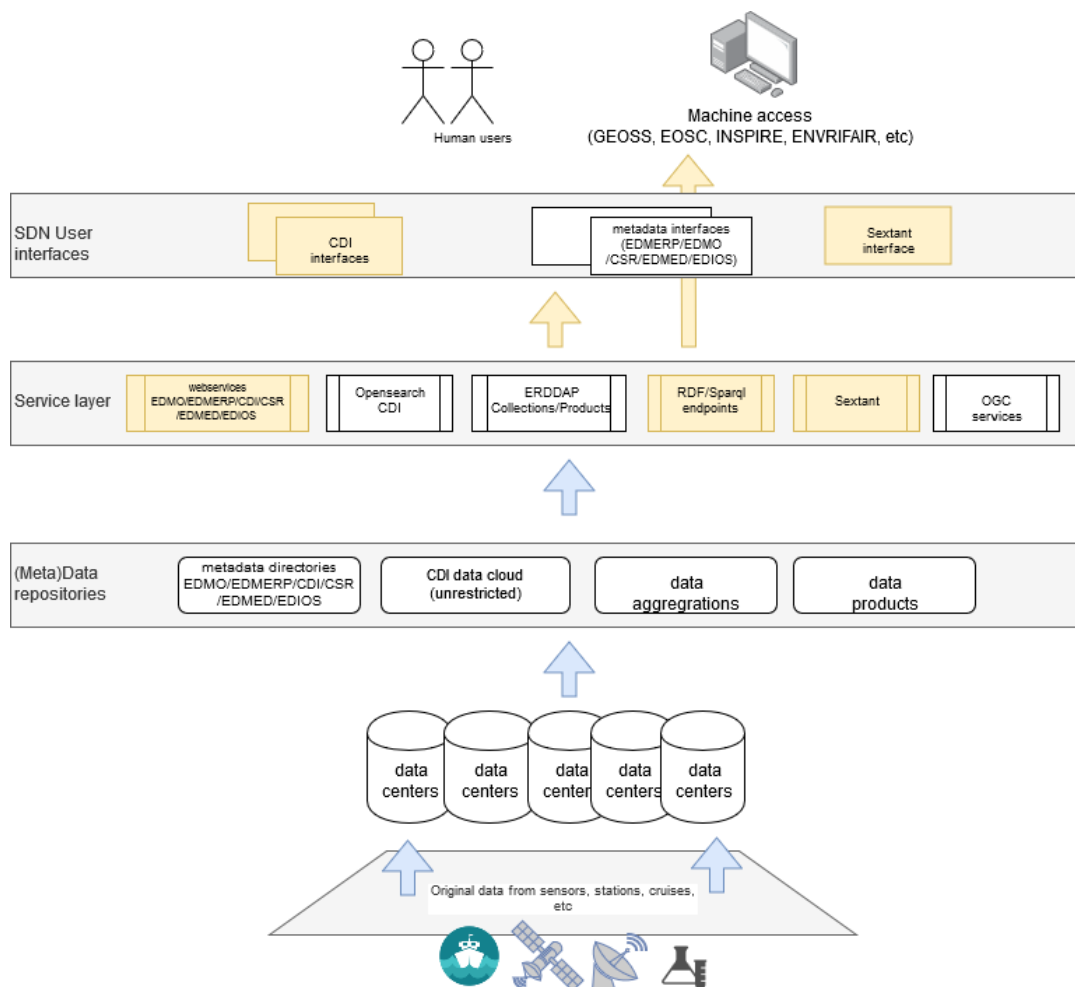 Human users
Machine access
(GEOSS, EOSC, INSPIRE, ENVRIFAIR, etc)
SDN User
interfaces
CDI
interfaces
metadata interfaces
(EDMERP/EDMO
/CSR/EDMED/EDIOS)
Sextant
interface
Service layer
webservices
EDMO/EDMERP/CDI/CSR
/EDMED/EDIOS
Opensearch
CDI
ERDDAP
Collections/Products
RDF/Sparql
endpoints
Sextant
OGC
services
(Meta)Data
repositories
metadata directories
EDMO/EDMERP/CDI/CSR
/EDMED/EDIOS
CDI data cloud
(unrestricted)
data
aggregrations
data
products
data
centers
data
centers
data
centers
data
centers
data
centers
Original data from sensors, stations, cruises,
etc